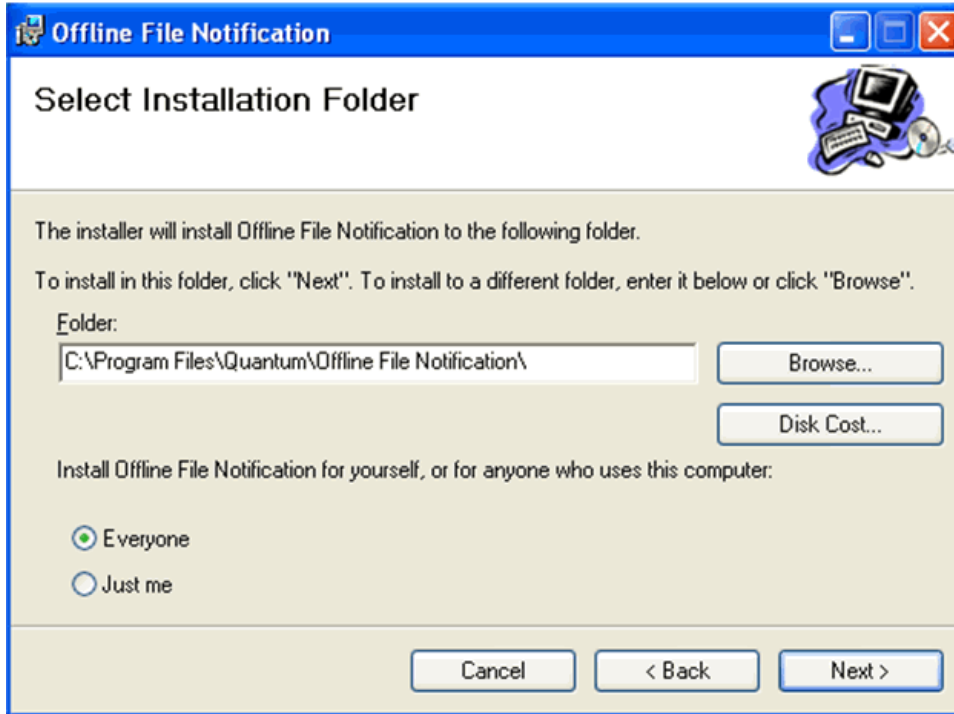 Offline File Notification
Select Installation Folder
The installer will install Offline File Notification to the following folder.
To install in this folder, click "Next". To install to a different folder, enter it below or click "Browse".
Folder:
C:\Program Files\Quantum\Offline File Notification\
Browse...
Disk Cost...
Install Offline File Notification for yourself, or for anyone who uses this computer:
Everyone
Just me
Cancel
< Back
Next >